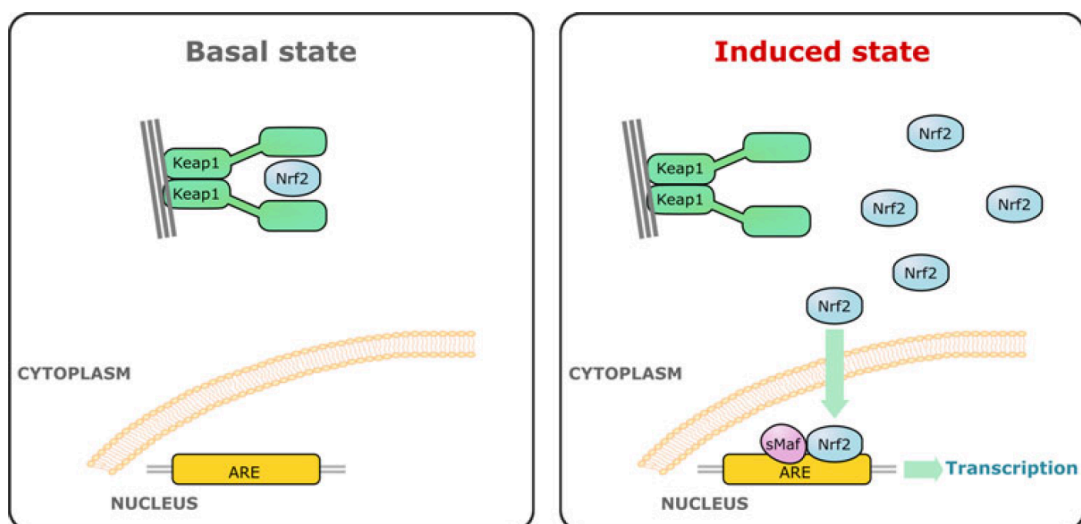 Basal state
Keap1
Nrf2
Keap1
CYTOPLASM
ARE
NUCLEUS
Induced state
Nrf2
Keap1
Keap1
Nrf2
Nrf2
Nrf2
Nrf2
CYTOPLASM
sMaf
Nrf2
ARE
Transcription
NUCLEUS